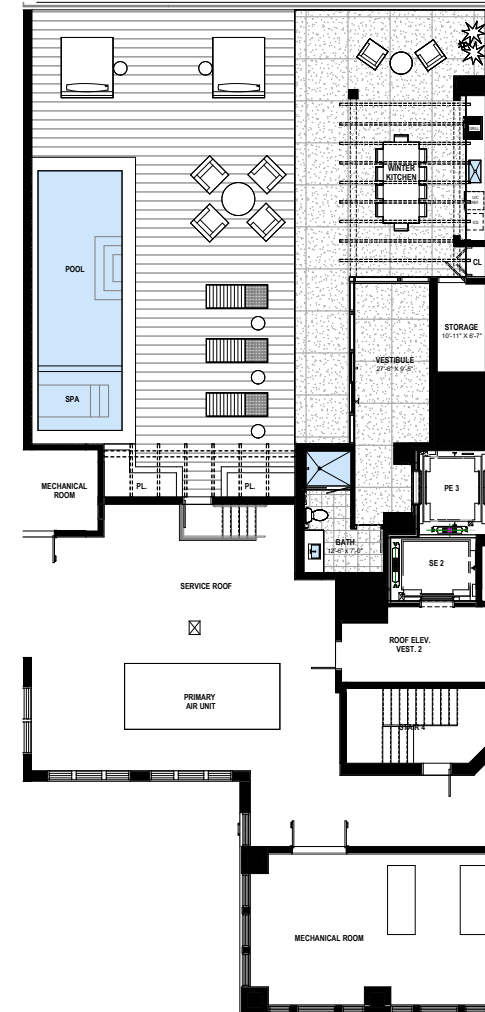 WINTER
KITCHEN
POOL
CL
STORAGE
10'-11" X 6'-7"
VESTIBULE
27'-6" X 9'-5"
SPA
MECHANICAL
ROOM
PL.
PL.
PE 3
BATH
12'-6" X 7'-0"
SE 2
SERVICE ROOF
ROOF ELEV.
VEST. 2
PRIMARY
AIR UNIT
STAIR 4
MECHANICAL ROOM